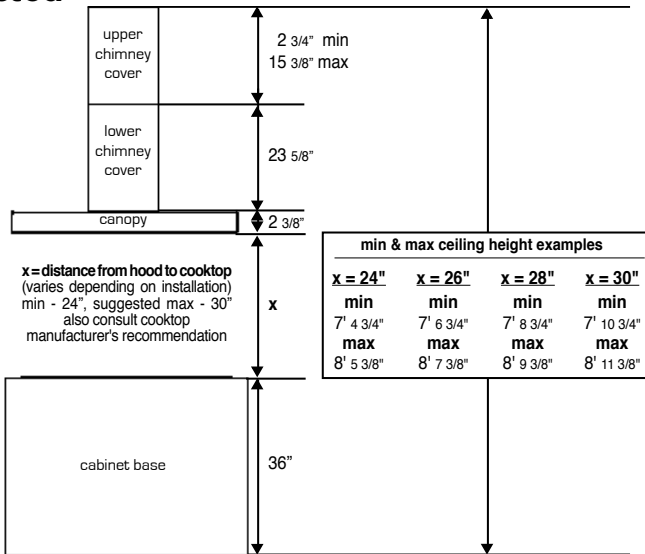 upper
chimney
cover
2 3/4" min
15 3/8" max
lower
chimney
cover
23 5/8"
canopy
2 3/8"
x = distance from hood to cooktop
(varies depending on installation)
min - 24", suggested max - 30"
also consult cooktop
manufacturer's recommendation
x
min & max ceiling height examples
x = 24" x = 26" x = 28" x = 30"
min min min min
7' 4 3/4" 7' 6 3/4" 7' 8 3/4" 7' 10 3/4"
max max max max
8' 5 3/8" 8' 7 3/8" 8' 9 3/8" 8' 11 3/8"
cabinet base
36"